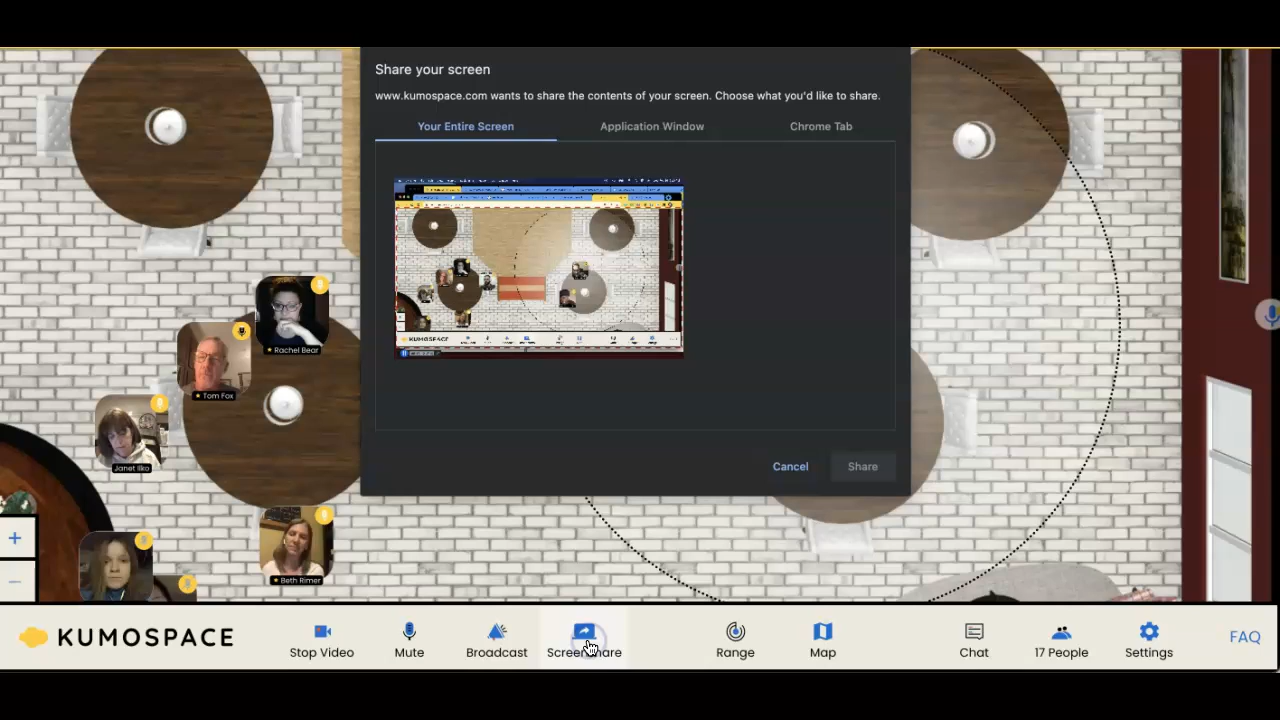 Share your screen
www.kumospace.com wants to share the contents of your screen. Choose what you'd like to share.
Your Entire Screen
Application Window
Chrome Tab
KUMOSPACE
Cancel
Share
Rachel Bear
Tom Fox
Janet Ilko
Beth Rimer
+
−
KUMOSPACE
Stop Video
Mute
Broadcast
Screen Share
Range
Map
Chat
17 People
Settings
FAQ